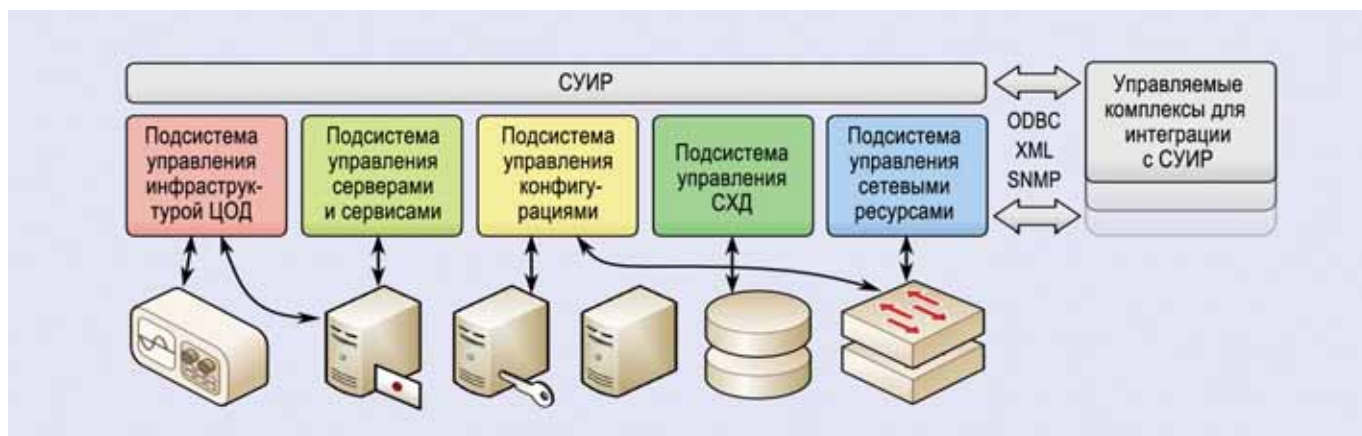 СУИР
Подсистема
управления
инфраструк-
турой ЦОД
Подсистема
управления
серверами
и сервисами
Подсистема
управления
конфигу-
рациями
Подсистема
управления
СХД
Подсистема
управления
сетевыми
ресурсами
ODBC
XML
SNMP
Управляемые
комплексы для
интеграции
с СУИР